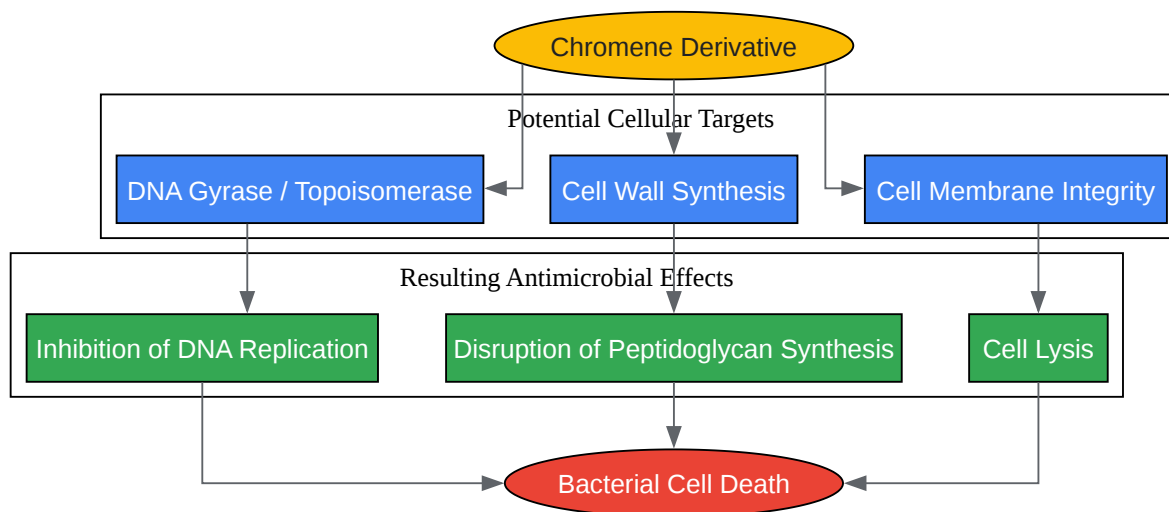 Chromene Derivative
Potential Cellular Targets
DNA Gyrase / Topoisomerase
Cell Wall Synthesis
Cell Membrane Integrity
Resulting Antimicrobial Effects
Inhibition of DNA Replication
Disruption of Peptidoglycan Synthesis
Cell Lysis
Bacterial Cell Death